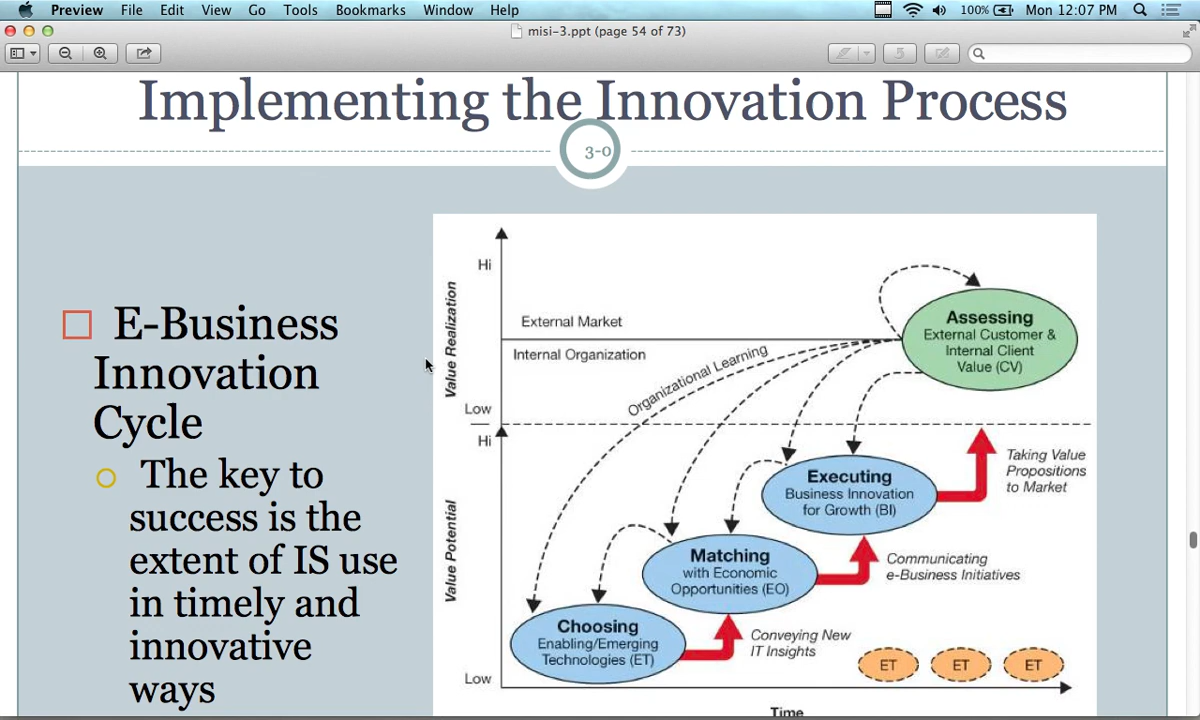 Preview File Edit View Go Tools Bookmarks Window Help 100% Mon 12:07 PM
misi-3.ppt (page 54 of 73)
Implementing the Innovation Process
3-0
E-Business
Innovation
Cycle
The key to
success is the
extent of IS use
in timely and
innovative
ways
Value Realization
Hi
External Market
Internal Organization
Low
Organizational Learning
Assessing
External Customer &
Internal Client
Value (CV)
Value Potential
Hi
Executing
Business Innovation
for Growth (BI)
Taking Value
Propositions
to Market
Matching
with Economic
Opportunities (EO)
Communicating
e-Business Initiatives
Choosing
Enabling/Emerging
Technologies (ET)
Conveying New
IT Insights
ET ET ET
Low
Time